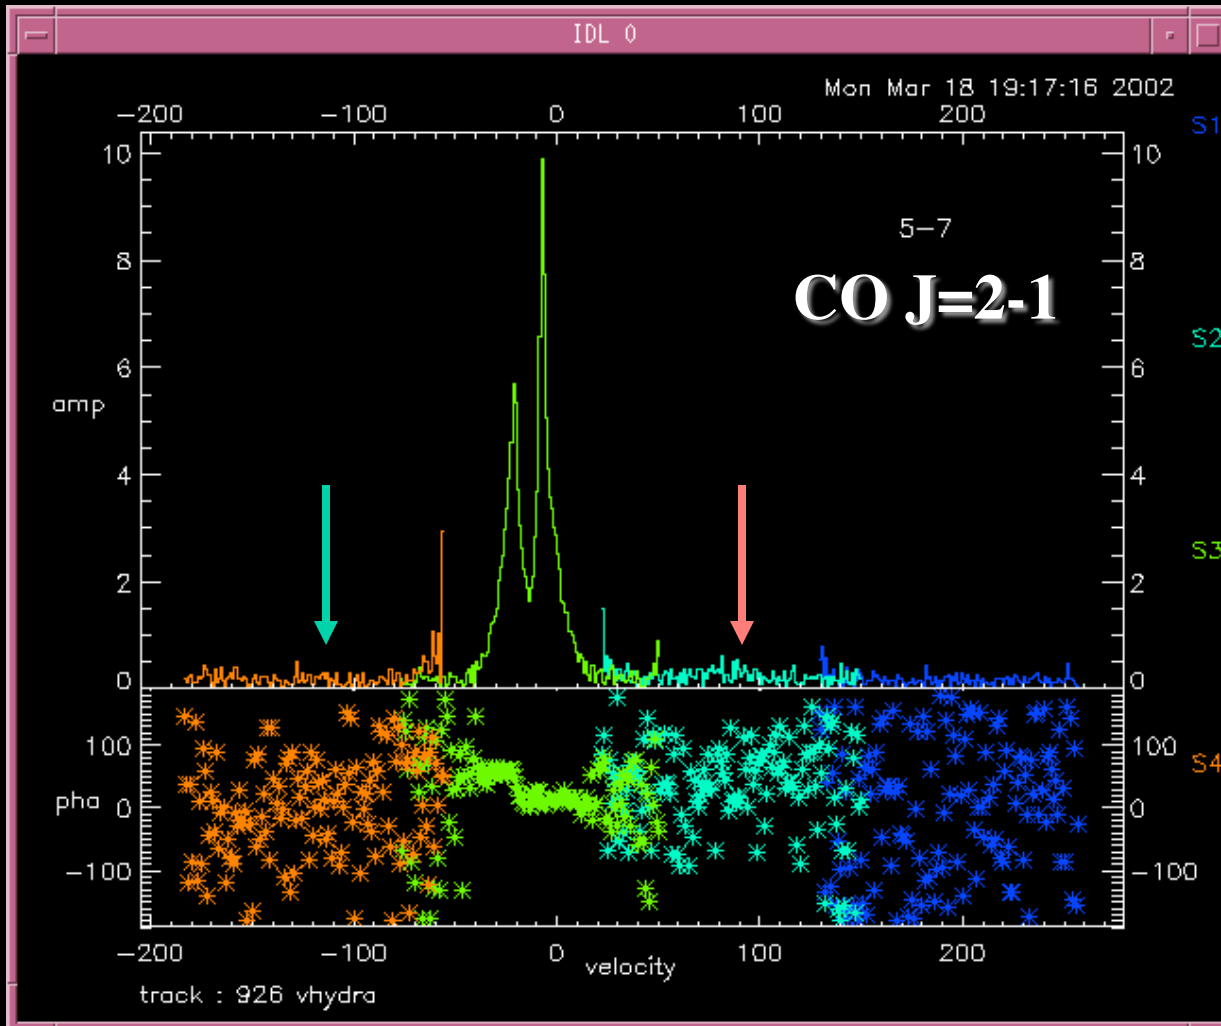 IDL 0
Mon Mar 18 19:17:16 2002
-200 -100 0 100 200
S1
10 10
5-7
8 8
CO J=2-1
S2
6 6
amp
4 4
S3
2 2
0 0
100 100
S4
pha 0 0
-100 -100
-200 -100 0 100 200
velocity
track : 926 vhydra